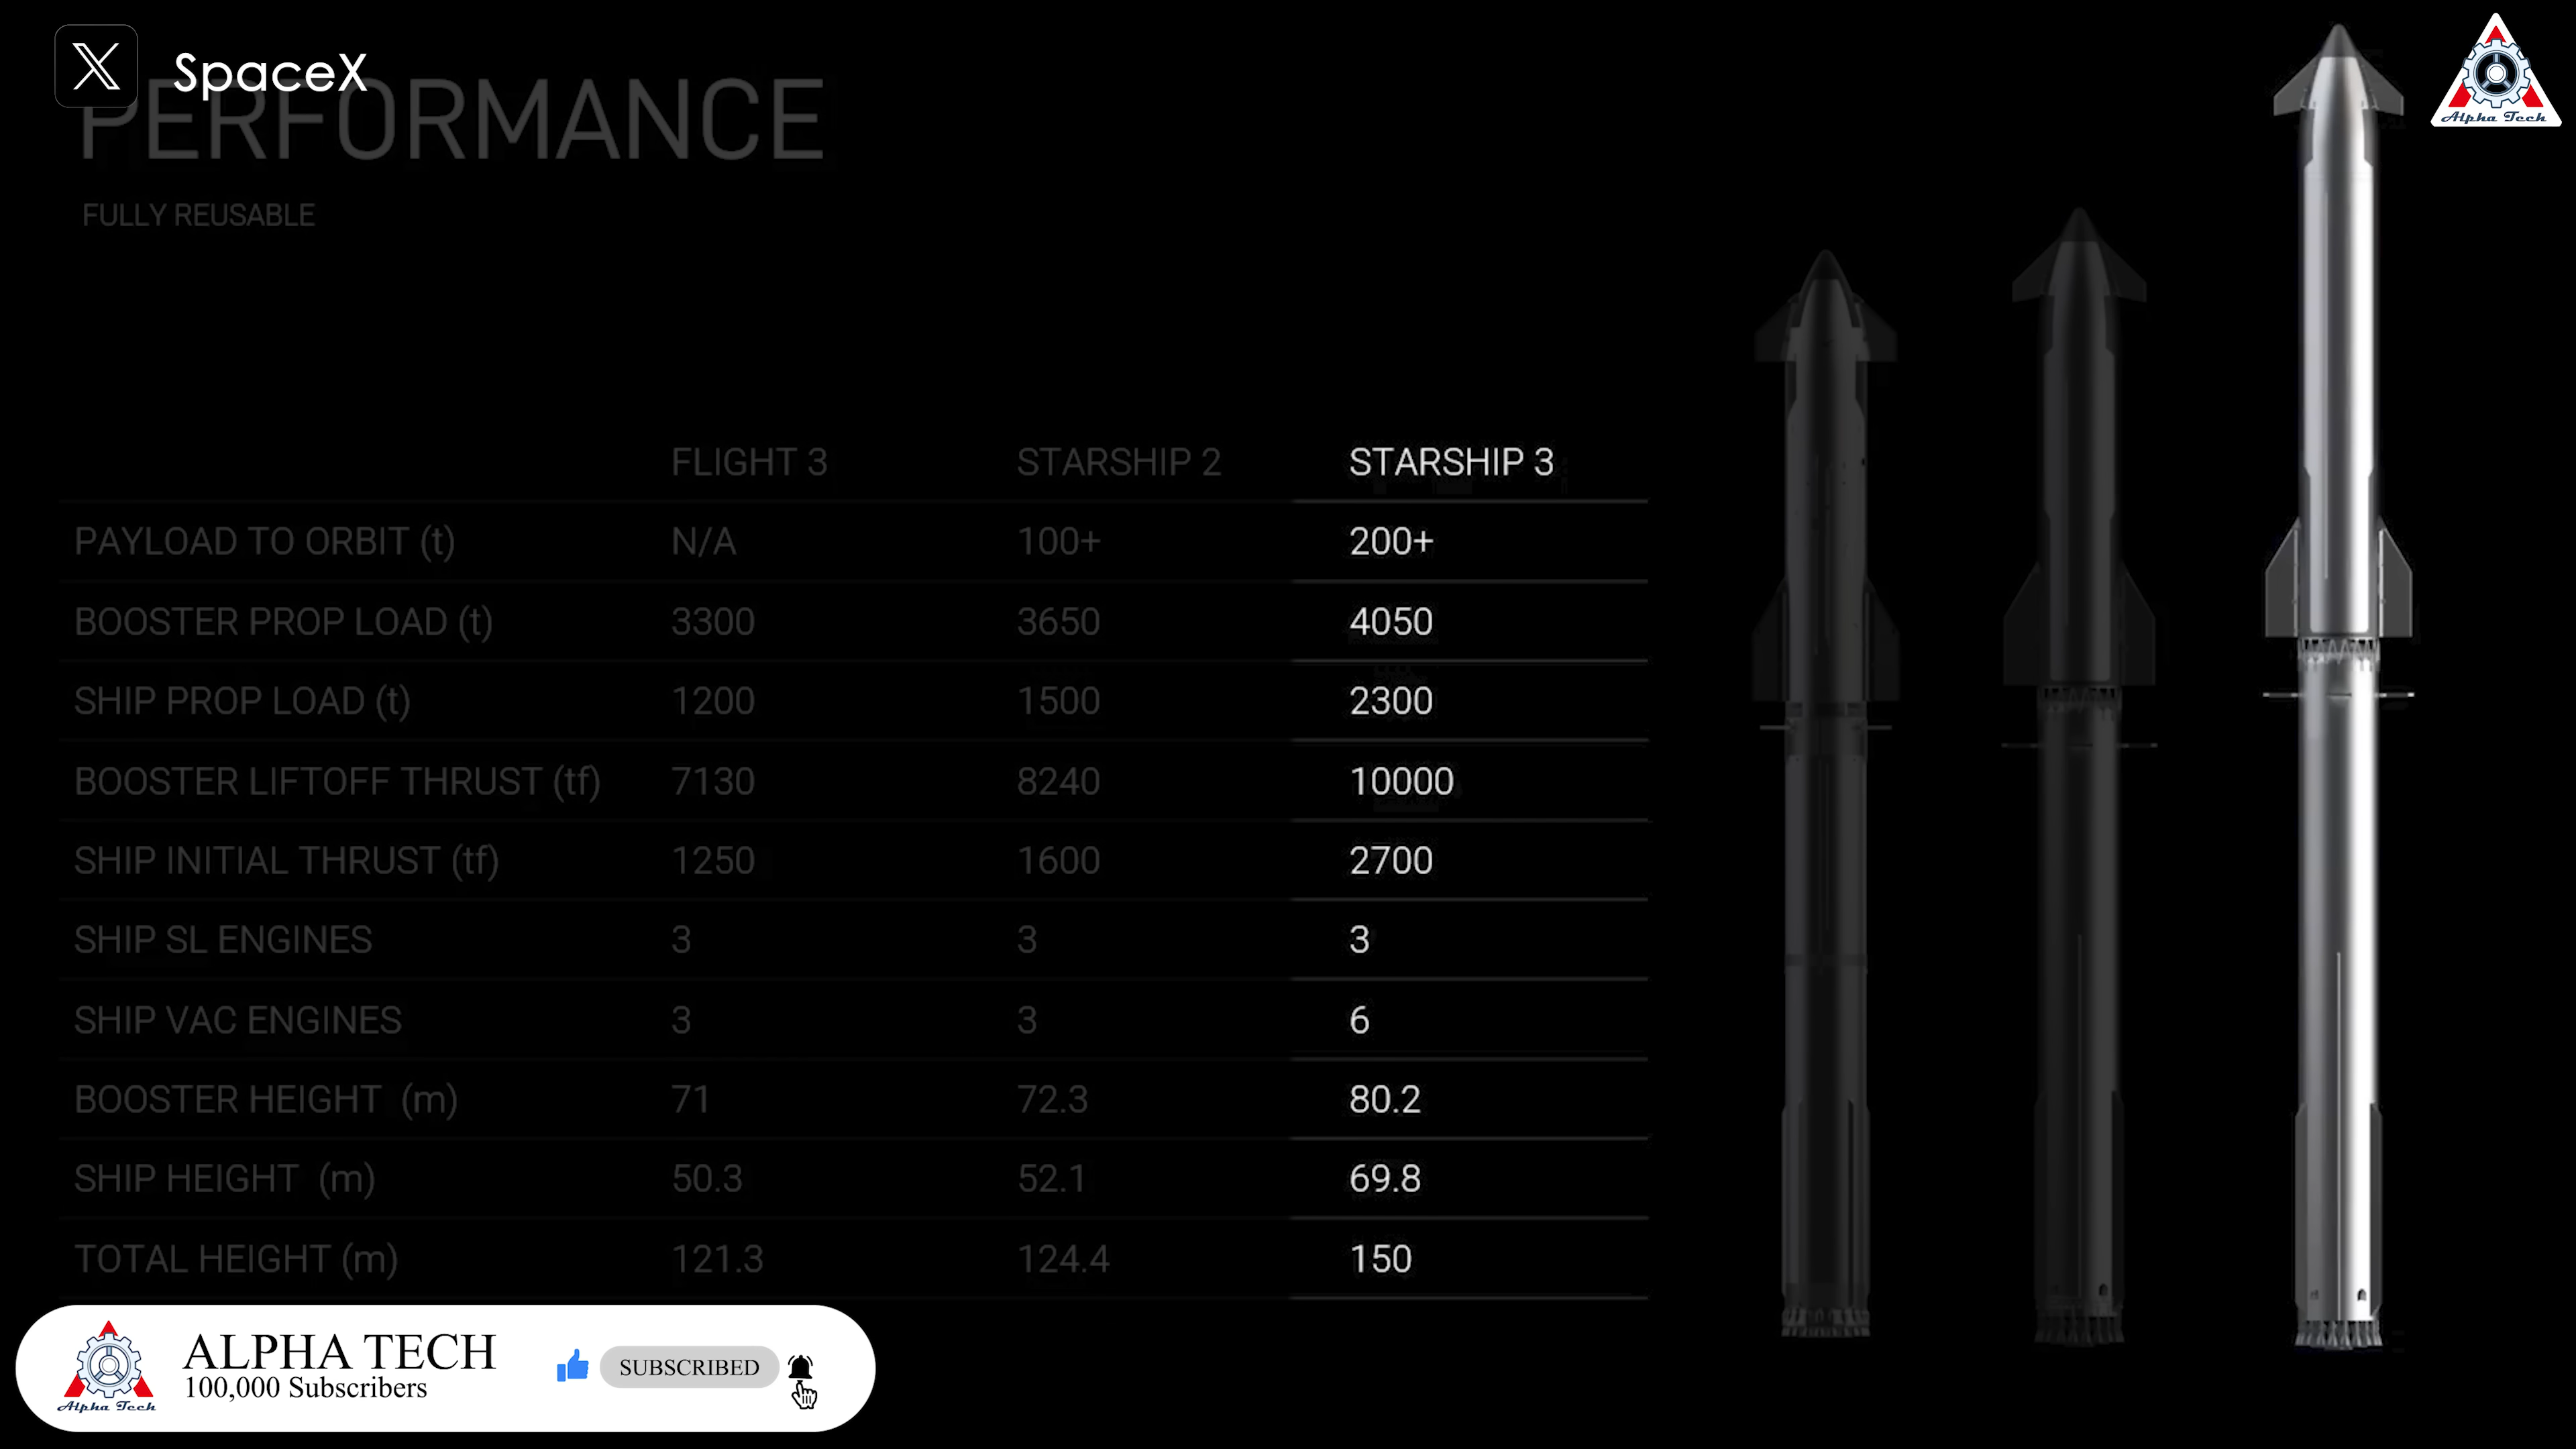 SpaceX
PERFORMANCE
FULLY REUSABLE
Alpha Tech
FLIGHT 3 STARSHIP 2 STARSHIP 3
PAYLOAD TO ORBIT (t) N/A 100+ 200+
BOOSTER PROP LOAD (t) 3300 3650 4050
SHIP PROP LOAD (t) 1200 1500 2300
BOOSTER LIFTOFF THRUST (tf) 7130 8240 10000
SHIP INITIAL THRUST (tf) 1250 1600 2700
SHIP SL ENGINES 3 3 3
SHIP VAC ENGINES 3 3 6
BOOSTER HEIGHT (m) 71 72.3 80.2
SHIP HEIGHT (m) 50.3 52.1 69.8
TOTAL HEIGHT (m) 121.3 124.4 150
ALPHA TECH
100,000 Subscribers
Alpha Tech
SUBSCRIBED